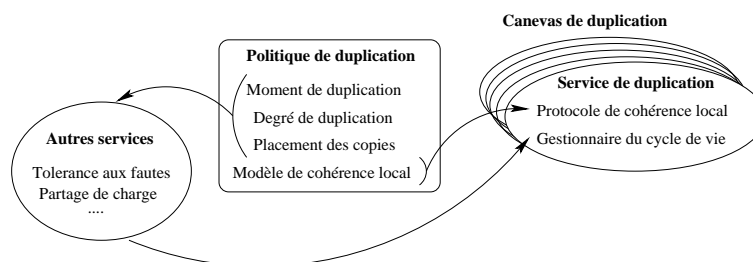 Canevas de duplication
Politique de duplication
Moment de duplication
Degré de duplication
Placement des copies
Modèle de cohérence local
Service de duplication
Protocole de cohérence local
Gestionnaire du cycle de vie
Autres services
Tolerance aux fautes
Partage de charge
....